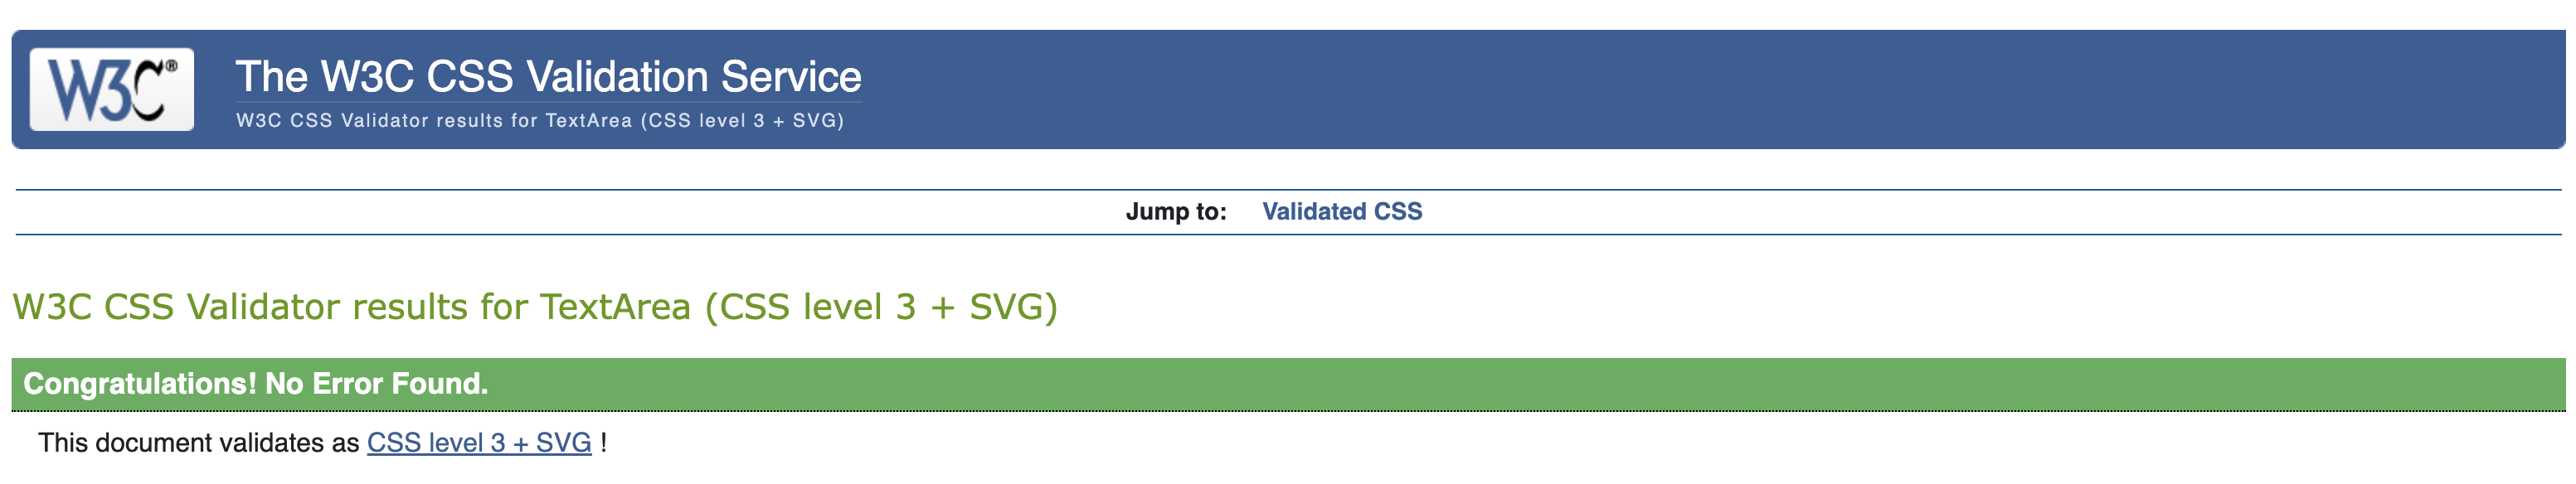 W3C®
The W3C CSS Validation Service
W3C CSS Validator results for TextArea (CSS level 3 + SVG)
Jump to: Validated CSS
W3C CSS Validator results for TextArea (CSS level 3 + SVG)
Congratulations! No Error Found.
This document validates as CSS level 3 + SVG !